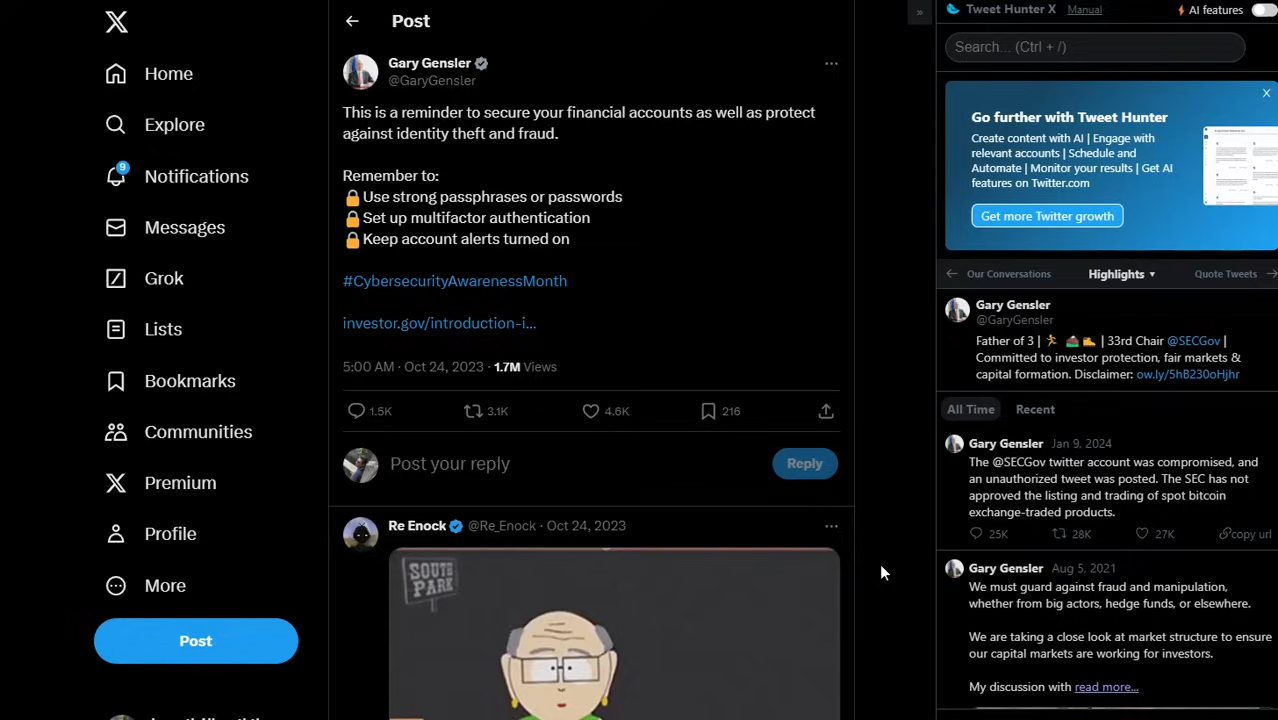 Post
Home
Explore
9
Notifications
Messages
Grok
Lists
Bookmarks
Communities
Premium
Profile
More
Post
Gary Gensler
@GaryGensler
This is a reminder to secure your financial accounts as well as protect
against identity theft and fraud.
Remember to:
🔒Use strong passphrases or passwords
🔒Set up multifactor authentication
🔒Keep account alerts turned on
#CybersecurityAwarenessMonth
investor.gov/introduction-i...
5:00 AM · Oct 24, 2023 · 1.7M Views
1.5K 3.1K 4.6K 216
Post your reply
Reply
Re Enock @Re_Enock · Oct 24, 2023
SOUTH
PARK
»
Tweet Hunter X Manual
AI features
Search... (Ctrl + /)
X
Go further with Tweet Hunter
Create content with AI | Engage with
relevant accounts | Schedule and
Automate | Monitor your results | Get AI
features on Twitter.com
Get more Twitter growth
Our Conversations Highlights Quote Tweets
Gary Gensler
@GaryGensler
Father of 3 | 33rd Chair @SECGov |
Committed to investor protection, fair markets &
capital formation. Disclaimer: ow.ly/5hB230oHjhr
All Time Recent
Gary Gensler Jan 9, 2024
The @SECGov twitter account was compromised, and
an unauthorized tweet was posted. The SEC has not
approved the listing and trading of spot bitcoin
exchange-traded products.
25K 28K 27K copy url
Gary Gensler Aug 5, 2021
We must guard against fraud and manipulation,
whether from big actors, hedge funds, or elsewhere.
We are taking a close look at market structure to ensure
our capital markets are working for investors.
My discussion with read more...